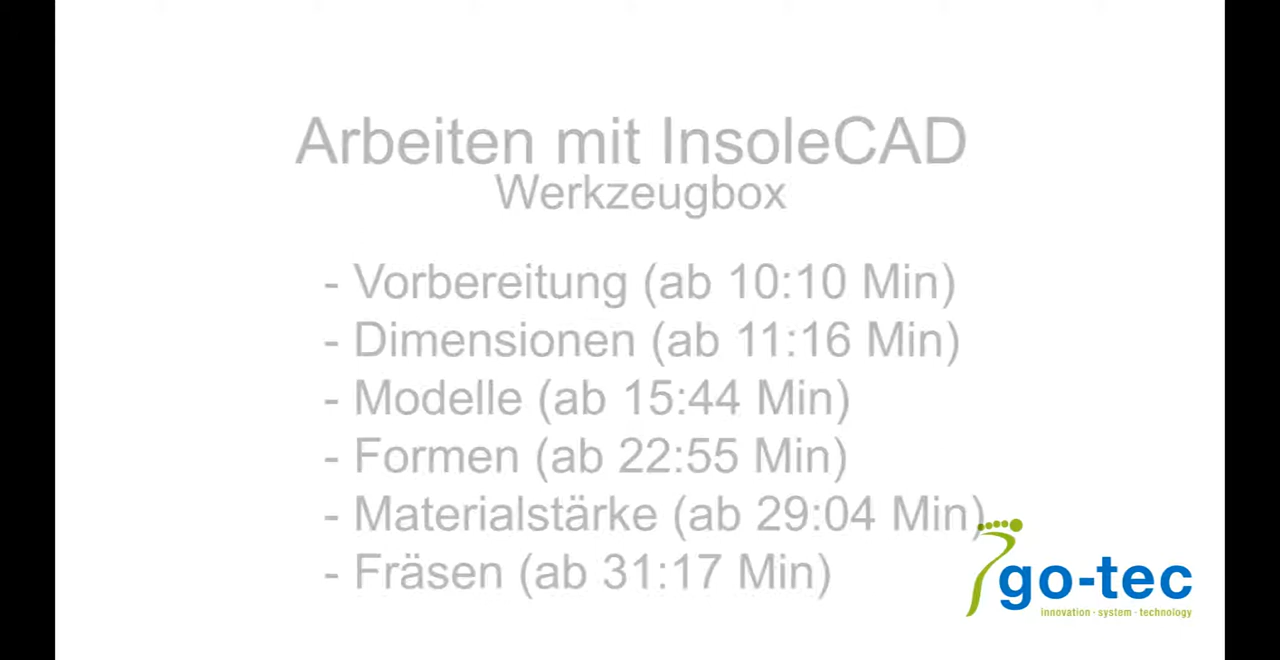 Arbeiten mit InsoleCAD
Werkzeugbox
- Vorbereitung (ab 10:10 Min)
- Dimensionen (ab 11:16 Min)
- Modelle (ab 15:44 Min)
- Formen (ab 22:55 Min)
- Materialstärke (ab 29:04 Min)
- Fräsen (ab 31:17 Min)
go-tec
innovation · system · technology